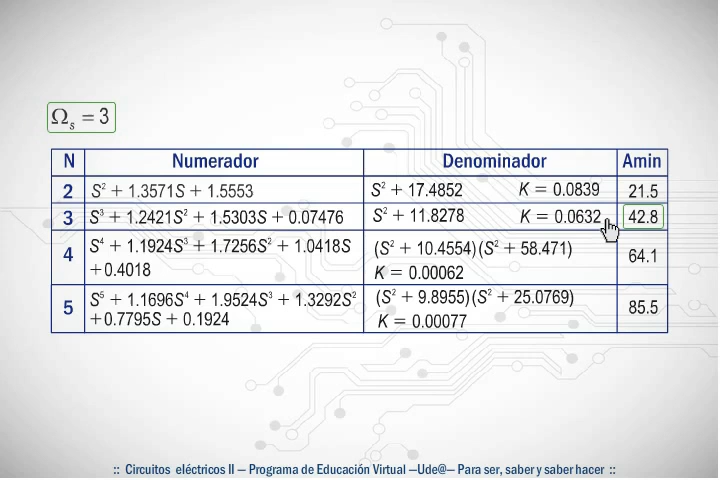 Ωₛ = 3
N Numerador Denominador Amin
2 S² + 1.3571S + 1.5553 S² + 17.4852 K = 0.0839 21.5
3 S³ + 1.2421S² + 1.5303S + 0.07476 S² + 11.8278 K = 0.0632 42.8
4 S⁴ + 1.1924S³ + 1.7256S² + 1.0418S
+0.4018
(S² + 10.4554)(S² + 58.471)
K = 0.00062
64.1
5 S⁵ + 1.1696S⁴ + 1.9524S³ + 1.3292S²
+0.7795S + 0.1924
(S² + 9.8955)(S² + 25.0769)
K = 0.00077
85.5
:: Circuitos eléctricos II — Programa de Educación Virtual —Ude@— Para ser, saber y saber hacer ::